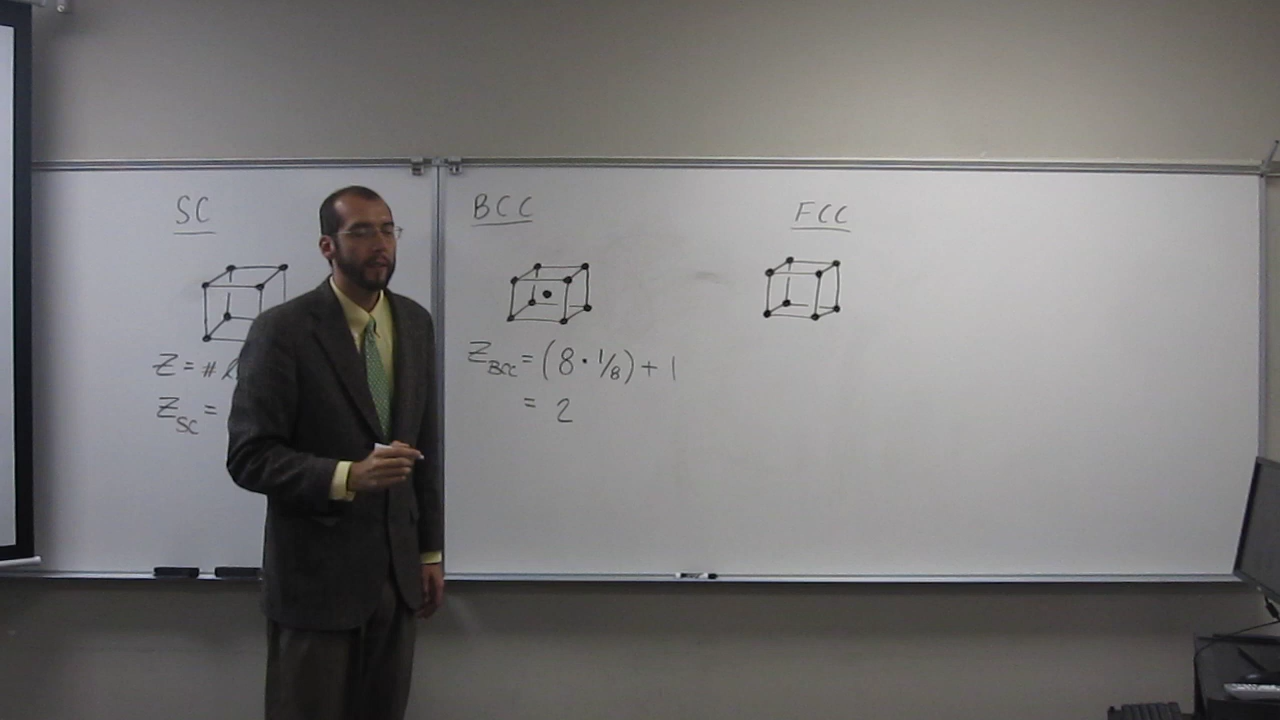 SC
Z = #
Z_SC =
BCC
Z_BCC = (8 · 1/8) + 1
= 2
FCC